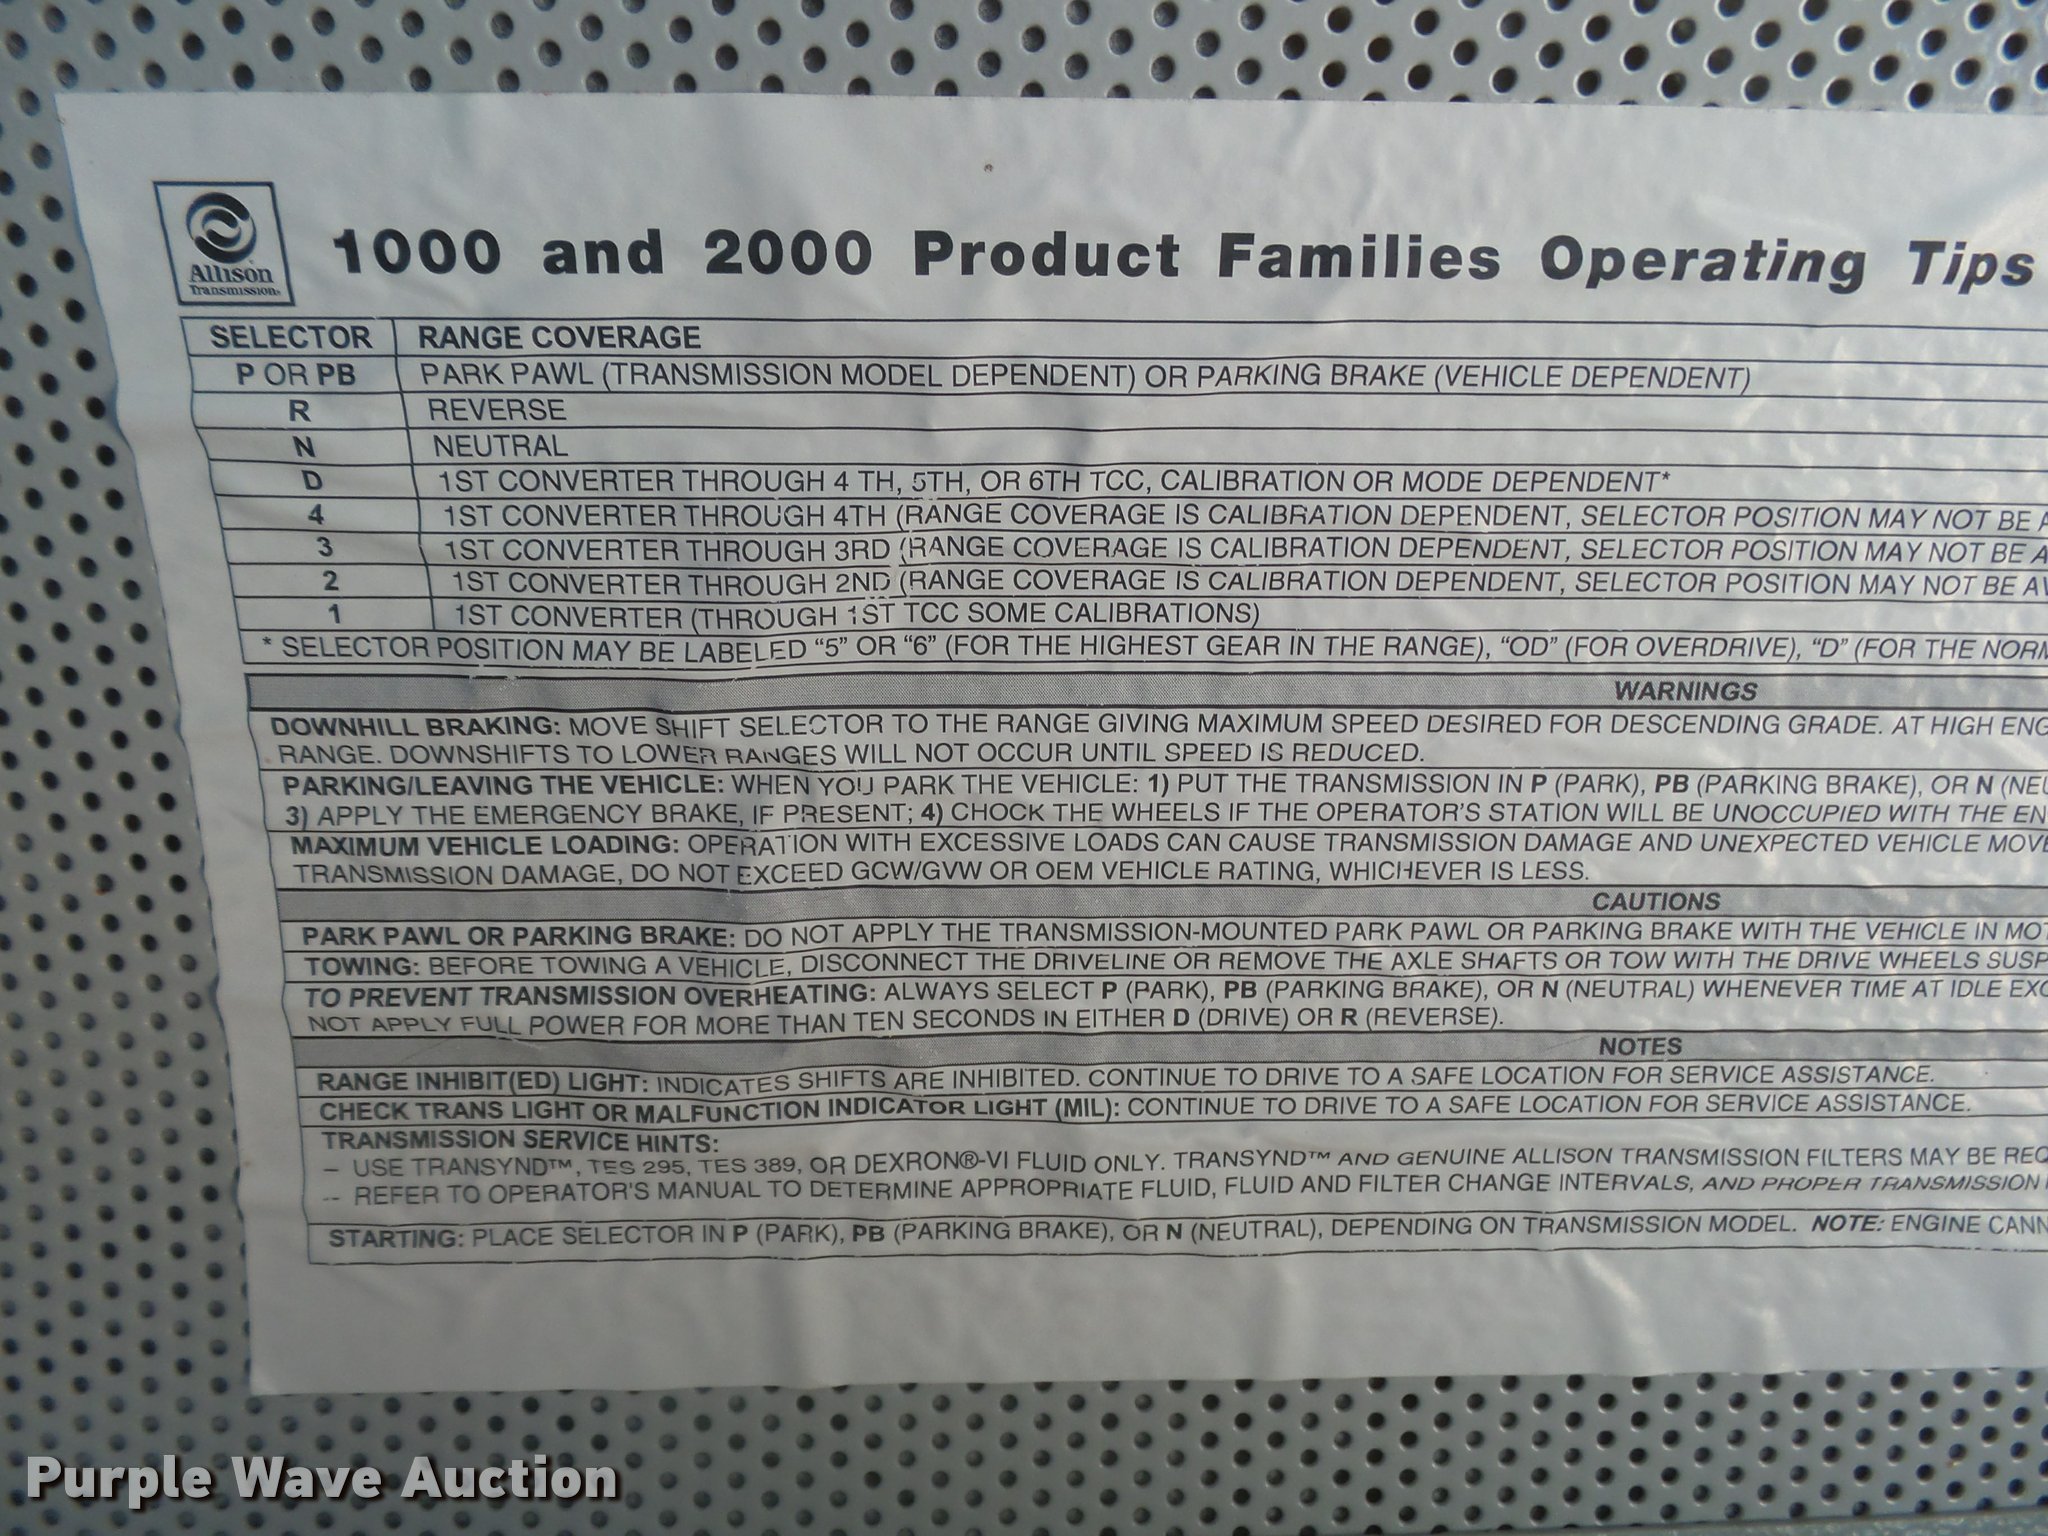 Allison
Transmission®
1000 and 2000 Product Families Operating Tips
SELECTOR RANGE COVERAGE
P OR PB PARK PAWL (TRANSMISSION MODEL DEPENDENT) OR PARKING BRAKE (VEHICLE DEPENDENT)
R REVERSE
N NEUTRAL
D 1ST CONVERTER THROUGH 4 TH, 5TH, OR 6TH TCC, CALIBRATION OR MODE DEPENDENT*
4 1ST CONVERTER THROUGH 4TH (RANGE COVERAGE IS CALIBRATION DEPENDENT, SELECTOR POSITION MAY NOT BE A
3 1ST CONVERTER THROUGH 3RD (RANGE COVERAGE IS CALIBRATION DEPENDENT, SELECTOR POSITION MAY NOT BE A
2 1ST CONVERTER THROUGH 2ND (RANGE COVERAGE IS CALIBRATION DEPENDENT, SELECTOR POSITION MAY NOT BE AV
1 1ST CONVERTER (THROUGH 1ST TCC SOME CALIBRATIONS)
* SELECTOR POSITION MAY BE LABELED “5” OR “6” (FOR THE HIGHEST GEAR IN THE RANGE), “OD” (FOR OVERDRIVE), “D” (FOR THE NORM
WARNINGS
DOWNHILL BRAKING: MOVE SHIFT SELECTOR TO THE RANGE GIVING MAXIMUM SPEED DESIRED FOR DESCENDING GRADE. AT HIGH ENG
RANGE. DOWNSHIFTS TO LOWER RANGES WILL NOT OCCUR UNTIL SPEED IS REDUCED.
PARKING/LEAVING THE VEHICLE: WHEN YOU PARK THE VEHICLE: 1) PUT THE TRANSMISSION IN P (PARK), PB (PARKING BRAKE), OR N (NEU
3) APPLY THE EMERGENCY BRAKE, IF PRESENT; 4) CHOCK THE WHEELS IF THE OPERATOR'S STATION WILL BE UNOCCUPIED WITH THE EN
MAXIMUM VEHICLE LOADING: OPERATION WITH EXCESSIVE LOADS CAN CAUSE TRANSMISSION DAMAGE AND UNEXPECTED VEHICLE MOVE
TRANSMISSION DAMAGE, DO NOT EXCEED GCW/GVW OR OEM VEHICLE RATING, WHICHEVER IS LESS.
CAUTIONS
PARK PAWL OR PARKING BRAKE: DO NOT APPLY THE TRANSMISSION-MOUNTED PARK PAWL OR PARKING BRAKE WITH THE VEHICLE IN MOT
TOWING: BEFORE TOWING A VEHICLE, DISCONNECT THE DRIVELINE OR REMOVE THE AXLE SHAFTS OR TOW WITH THE DRIVE WHEELS SUSP
TO PREVENT TRANSMISSION OVERHEATING: ALWAYS SELECT P (PARK), PB (PARKING BRAKE), OR N (NEUTRAL) WHENEVER TIME AT IDLE EXC
NOT APPLY FULL POWER FOR MORE THAN TEN SECONDS IN EITHER D (DRIVE) OR R (REVERSE).
NOTES
RANGE INHIBIT(ED) LIGHT: INDICATES SHIFTS ARE INHIBITED. CONTINUE TO DRIVE TO A SAFE LOCATION FOR SERVICE ASSISTANCE.
CHECK TRANS LIGHT OR MALFUNCTION INDICATOR LIGHT (MIL): CONTINUE TO DRIVE TO A SAFE LOCATION FOR SERVICE ASSISTANCE.
TRANSMISSION SERVICE HINTS:
– USE TRANSYND™, TES 295, TES 389, OR DEXRON®-VI FLUID ONLY. TRANSYND™ AND GENUINE ALLISON TRANSMISSION FILTERS MAY BE REQ
-- REFER TO OPERATOR'S MANUAL TO DETERMINE APPROPRIATE FLUID, FLUID AND FILTER CHANGE INTERVALS, AND PROPER TRANSMISSION
STARTING: PLACE SELECTOR IN P (PARK), PB (PARKING BRAKE), OR N (NEUTRAL), DEPENDING ON TRANSMISSION MODEL. NOTE: ENGINE CANN
Purple Wave Auction